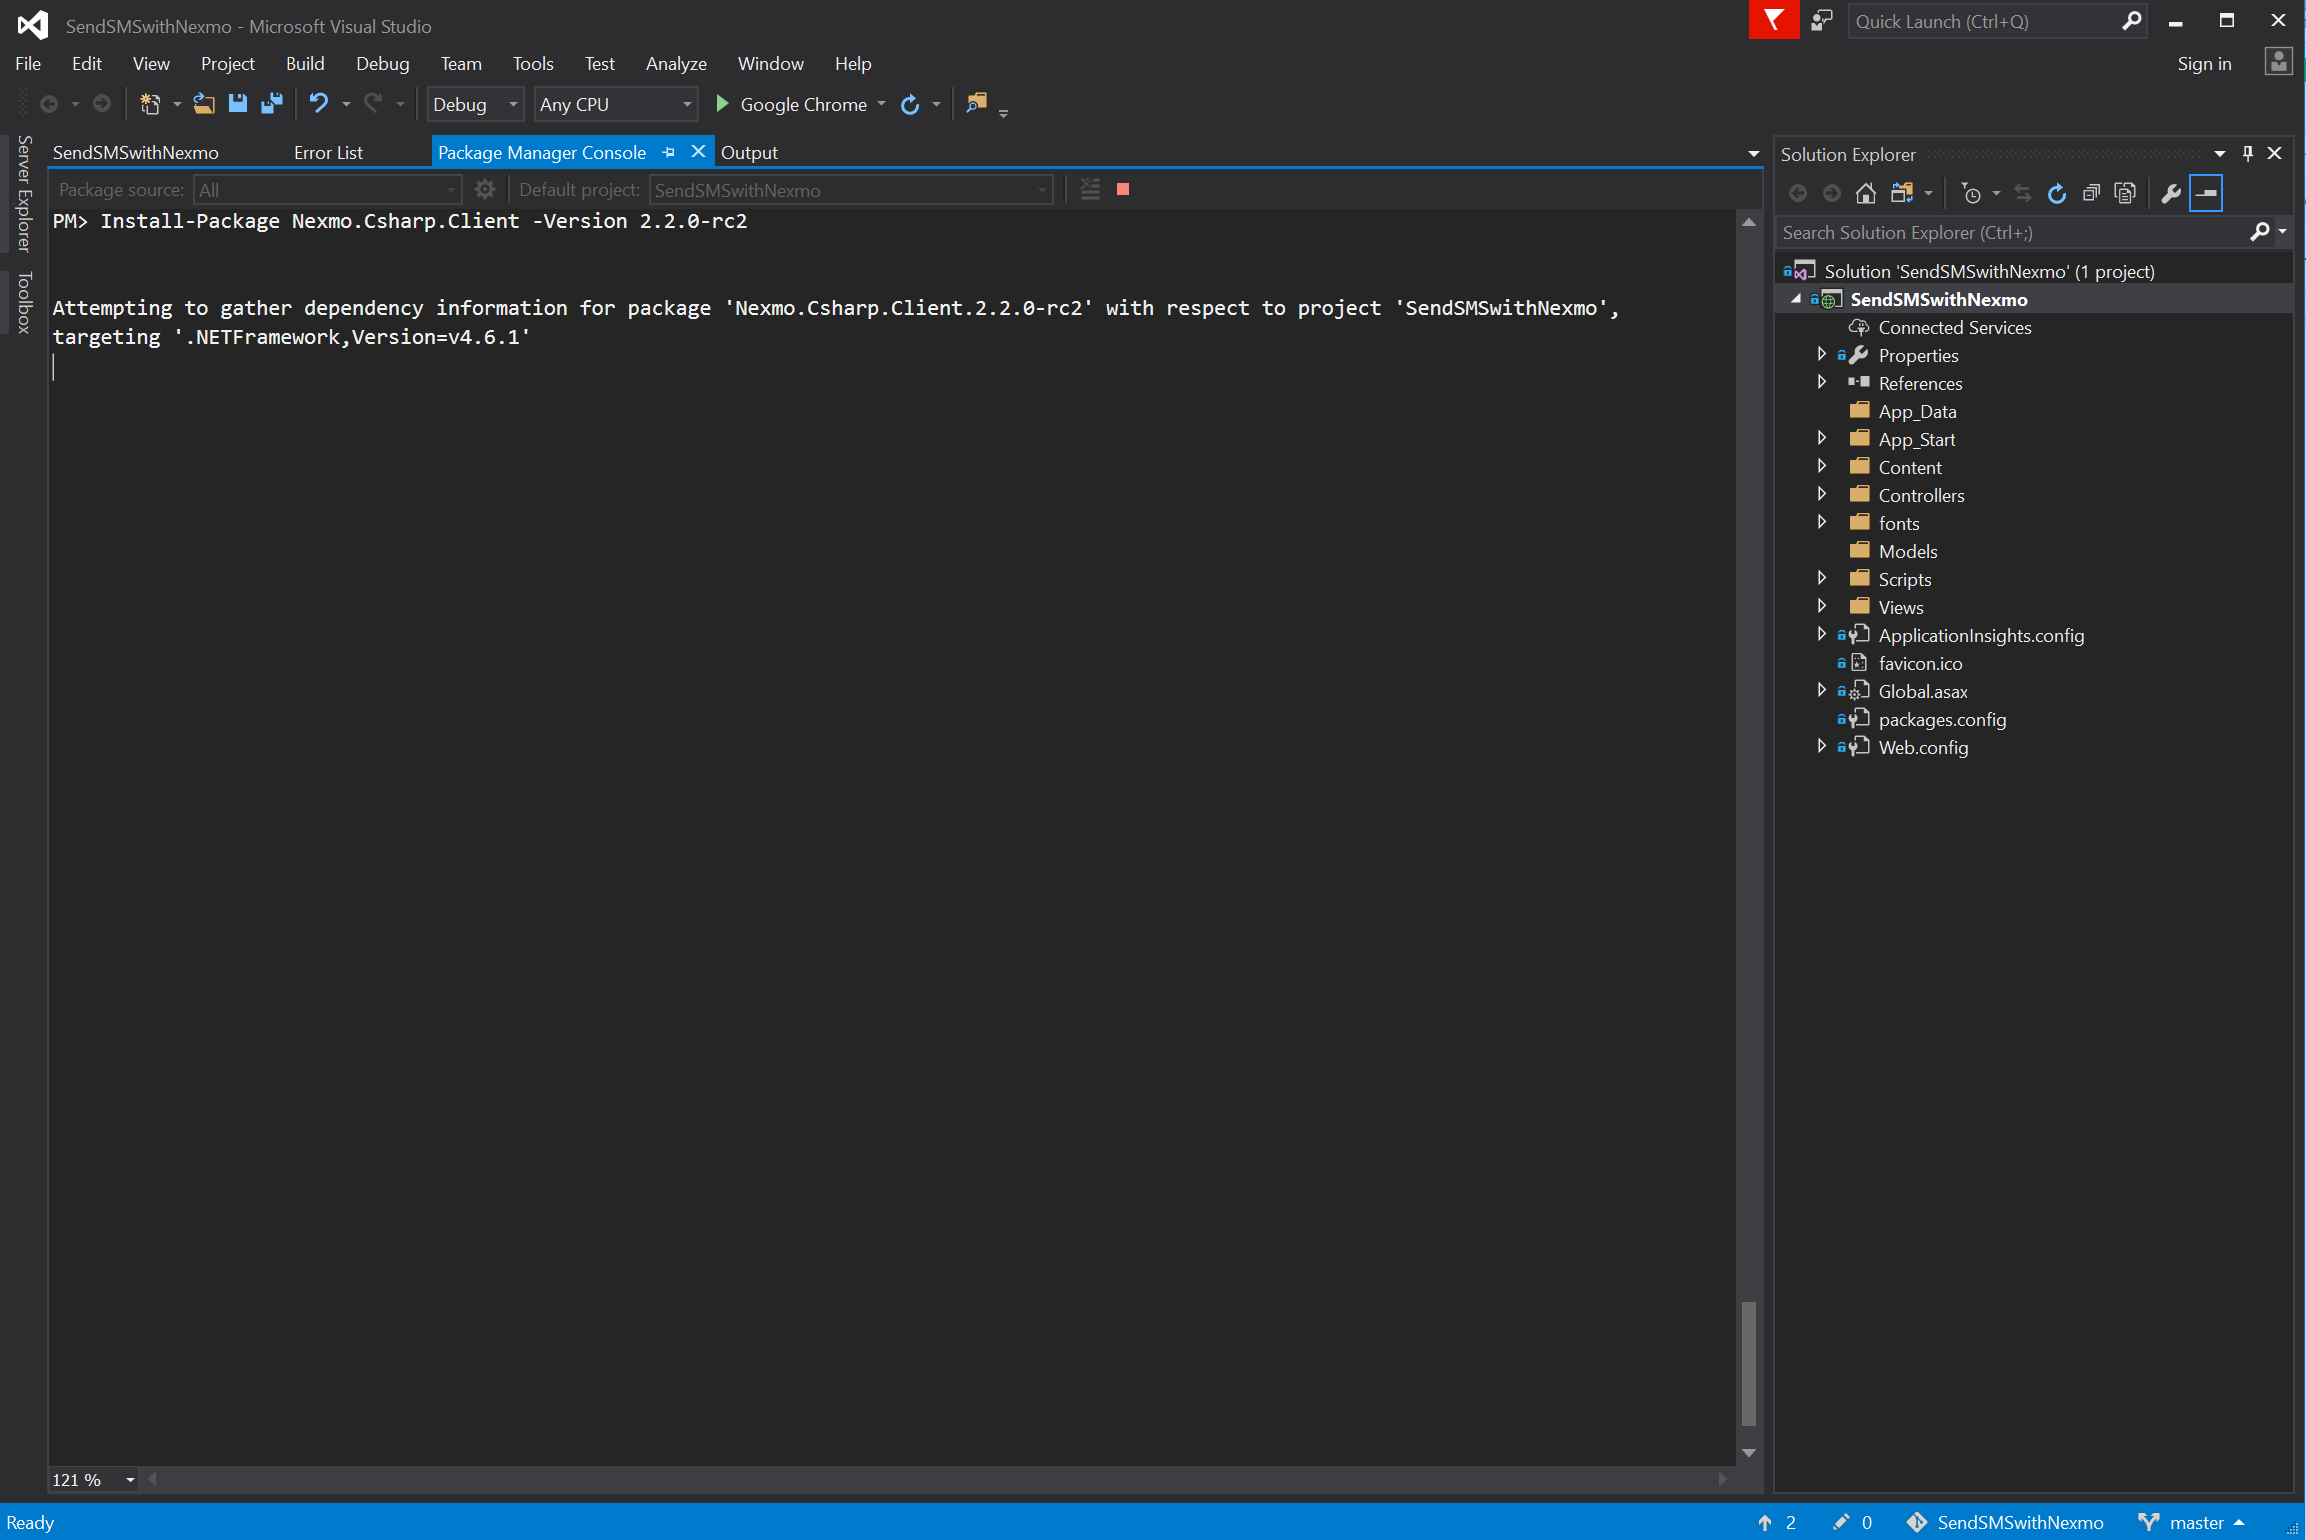 SendSMSwithNexmo - Microsoft Visual Studio
Quick Launch (Ctrl+Q)
File Edit View Project Build Debug Team Tools Test Analyze Window Help
Sign in
Debug Any CPU Google Chrome
Server Explorer
Toolbox
SendSMSwithNexmo Error List Package Manager Console Output
Package source: All Default project: SendSMSwithNexmo
PM> Install-Package Nexmo.Csharp.Client -Version 2.2.0-rc2
Attempting to gather dependency information for package 'Nexmo.Csharp.Client.2.2.0-rc2' with respect to project 'SendSMSwithNexmo',
targeting '.NETFramework,Version=v4.6.1'
121 %
Solution Explorer
Search Solution Explorer (Ctrl+;)
Solution 'SendSMSwithNexmo' (1 project)
SendSMSwithNexmo
Connected Services
Properties
References
App_Data
App_Start
Content
Controllers
fonts
Models
Scripts
Views
ApplicationInsights.config
favicon.ico
Global.asax
packages.config
Web.config
Ready
2 0 SendSMSwithNexmo master